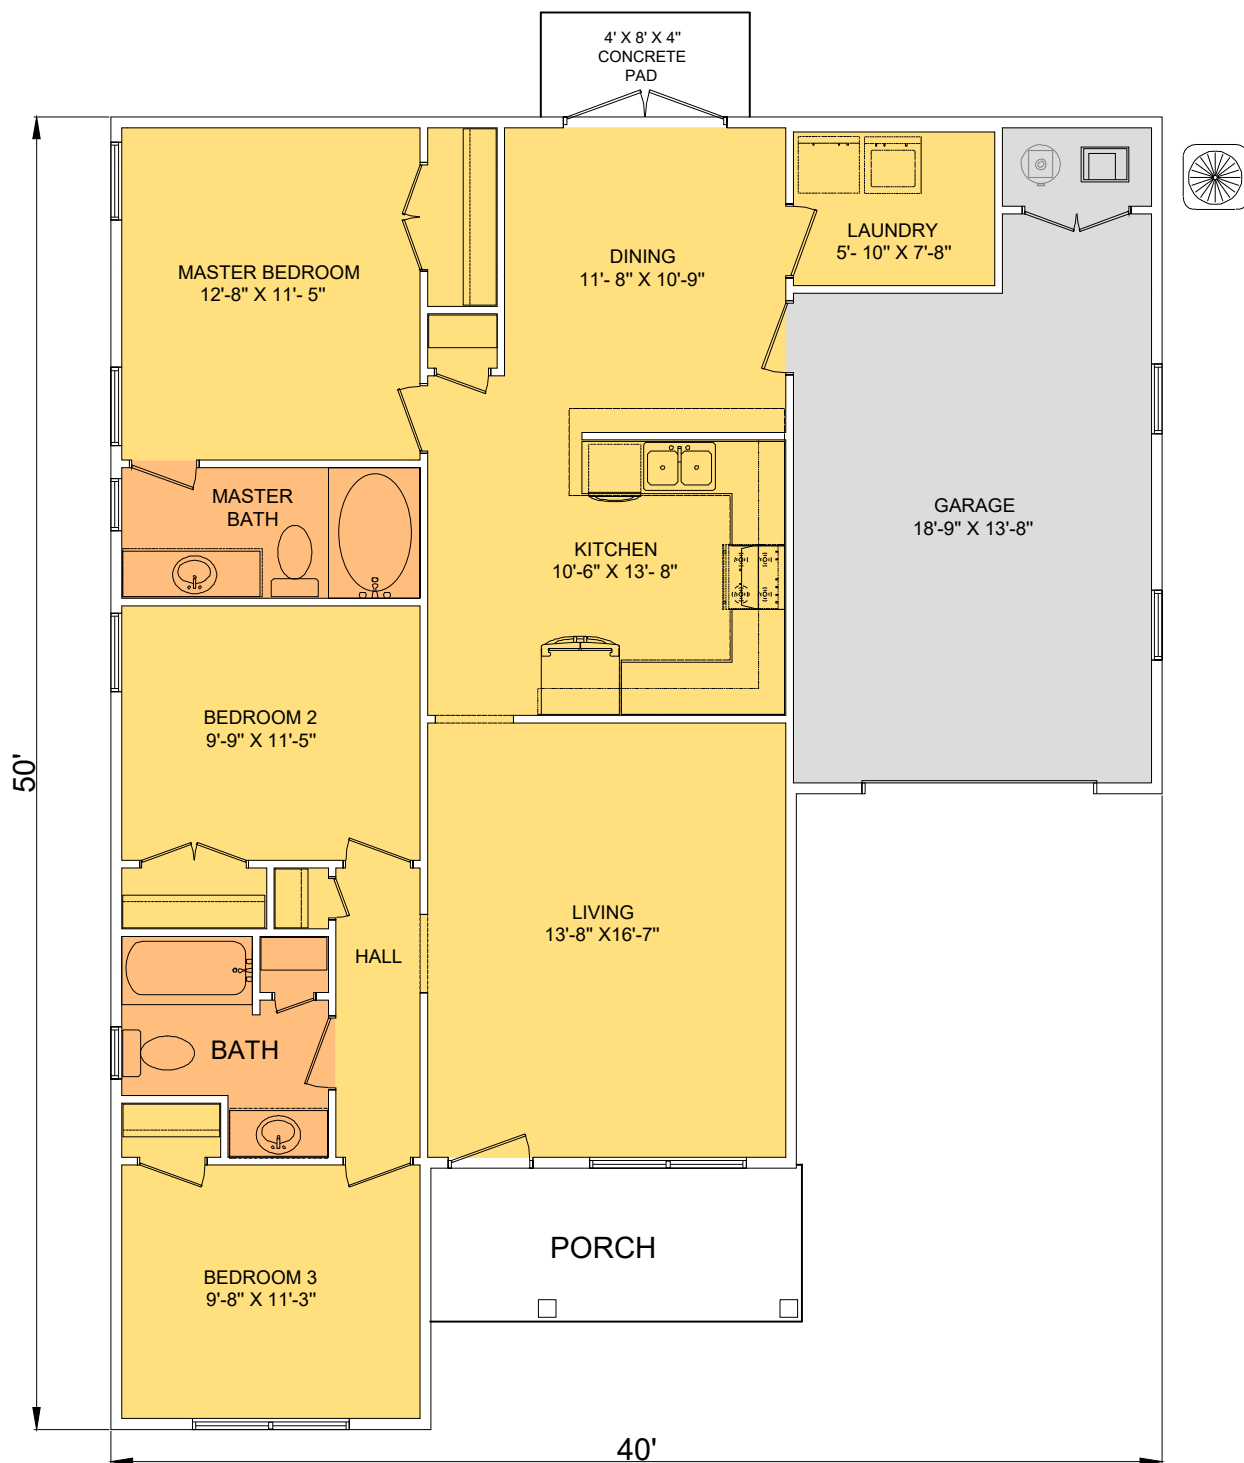 4' X 8' X 4"
CONCRETE
PAD
MASTER BEDROOM
12'-8" X 11'- 5"
DINING
11'- 8" X 10'-9"
LAUNDRY
5'- 10" X 7'-8"
MASTER
BATH
KITCHEN
10'-6" X 13'- 8"
GARAGE
18'-9" X 13'-8"
BEDROOM 2
9'-9" X 11'-5"
50'
LIVING
13'-8" X16'-7"
HALL
BATH
PORCH
BEDROOM 3
9'-8" X 11'-3"
40'